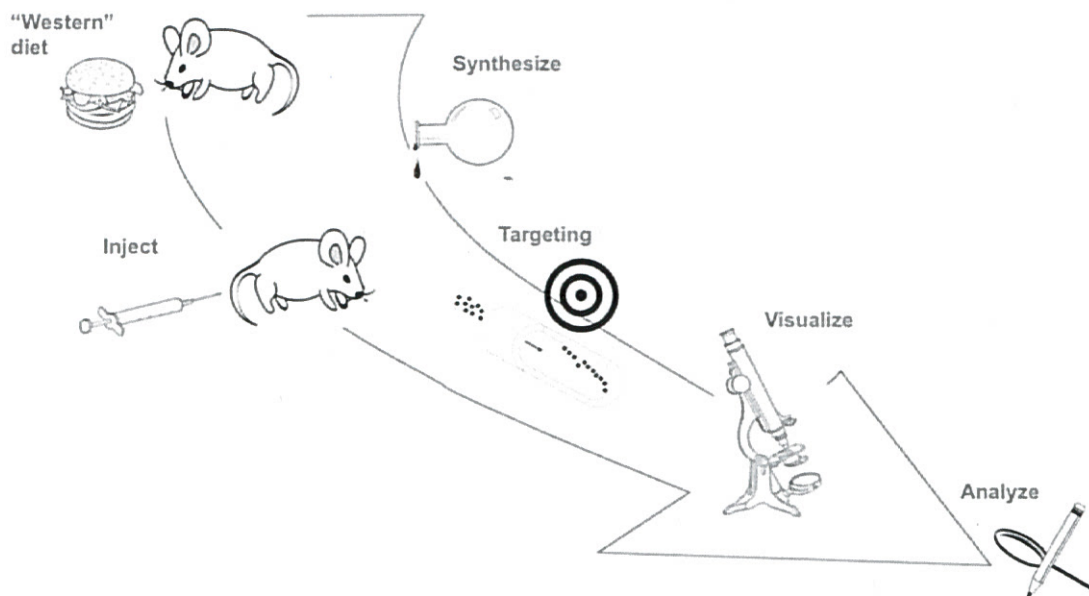 "Western"
diet
Synthesize
Inject
Targeting
Visualize
Analyze